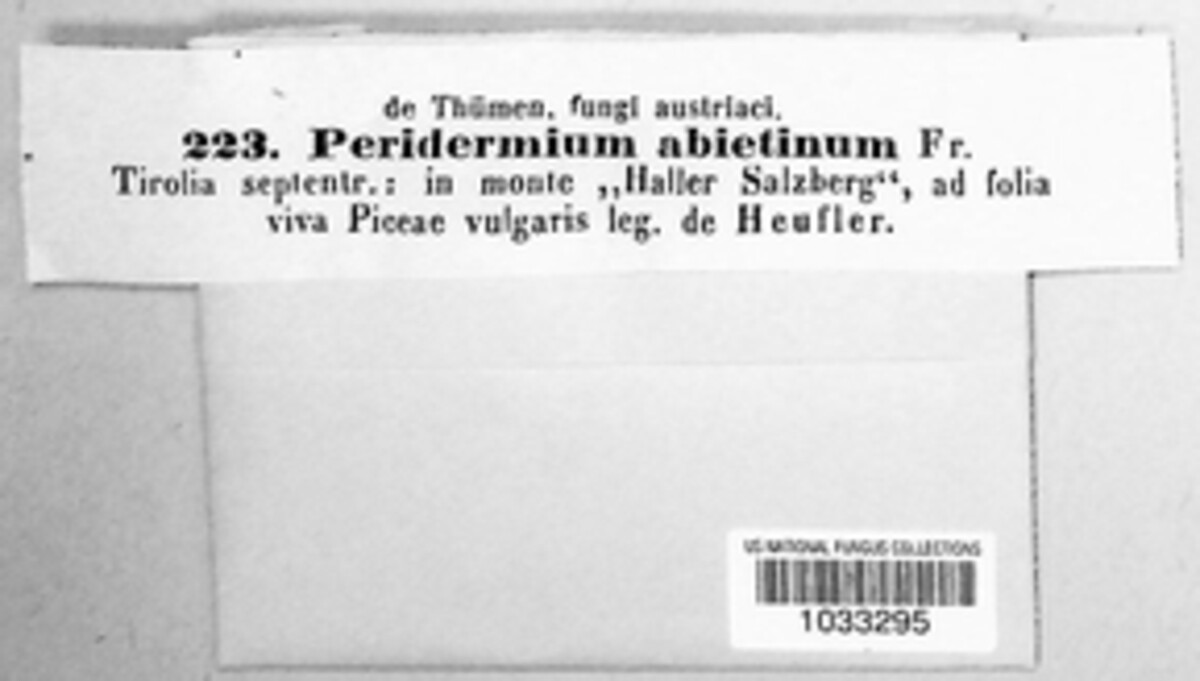 de Thümen. fungi austriaci.
223. Peridermium abietinum Fr.
Tirolia septentr.: in monte „Haller Salzberg“, ad folia
viva Piceae vulgaris leg. de Heufler.
US NATIONAL FUNGUS COLLECTIONS
1033295